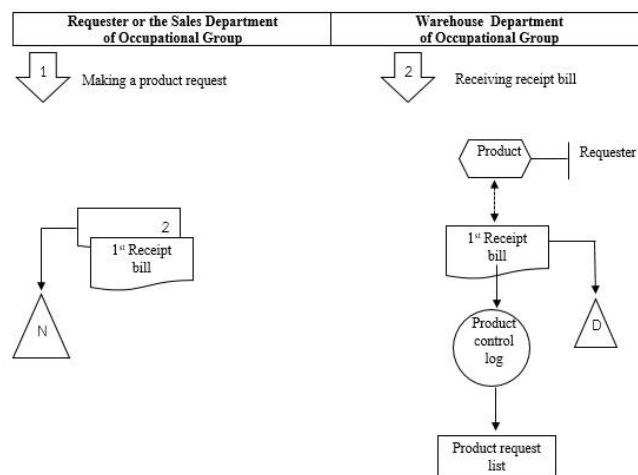 Requester or the Sales Department
of Occupational Group
Warehouse Department
of Occupational Group
1
Making a product request
2
Receiving receipt bill
Product
Requester
2
1st Receipt
bill
N
1st Receipt
bill
D
Product
control
log
Product request
list